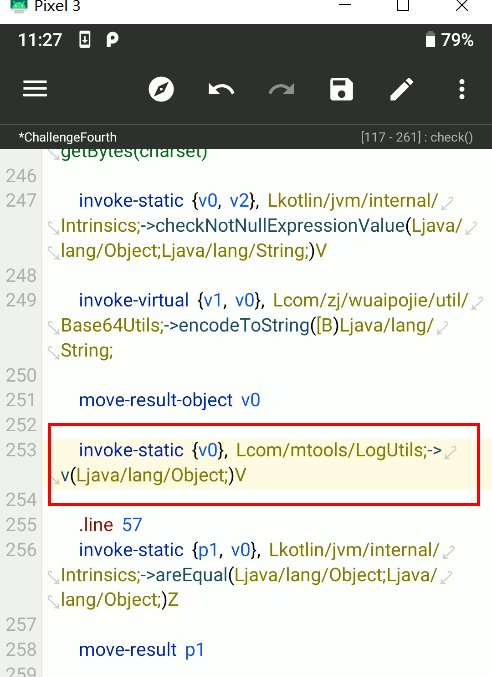 Pixel 3
11:27 79%
*ChallengeFourth [117 - 261] : check()
getBytes(charset)
246
247 invoke-static {v0, v2}, Lkotlin/jvm/internal/
Intrinsics;->checkNotNullExpressionValue(Ljava/
lang/Object;Ljava/lang/String;)V
248
249 invoke-virtual {v1, v0}, Lcom/zj/wuaipojie/util/
Base64Utils;->encodeToString([B)Ljava/lang/
String;
250
251 move-result-object v0
252
253 invoke-static {v0}, Lcom/mtools/LogUtils;->
v(Ljava/lang/Object;)V
254
255 .line 57
256 invoke-static {p1, v0}, Lkotlin/jvm/internal/
Intrinsics;->areEqual(Ljava/lang/Object;Ljava/
lang/Object;)Z
257
258 move-result p1
259